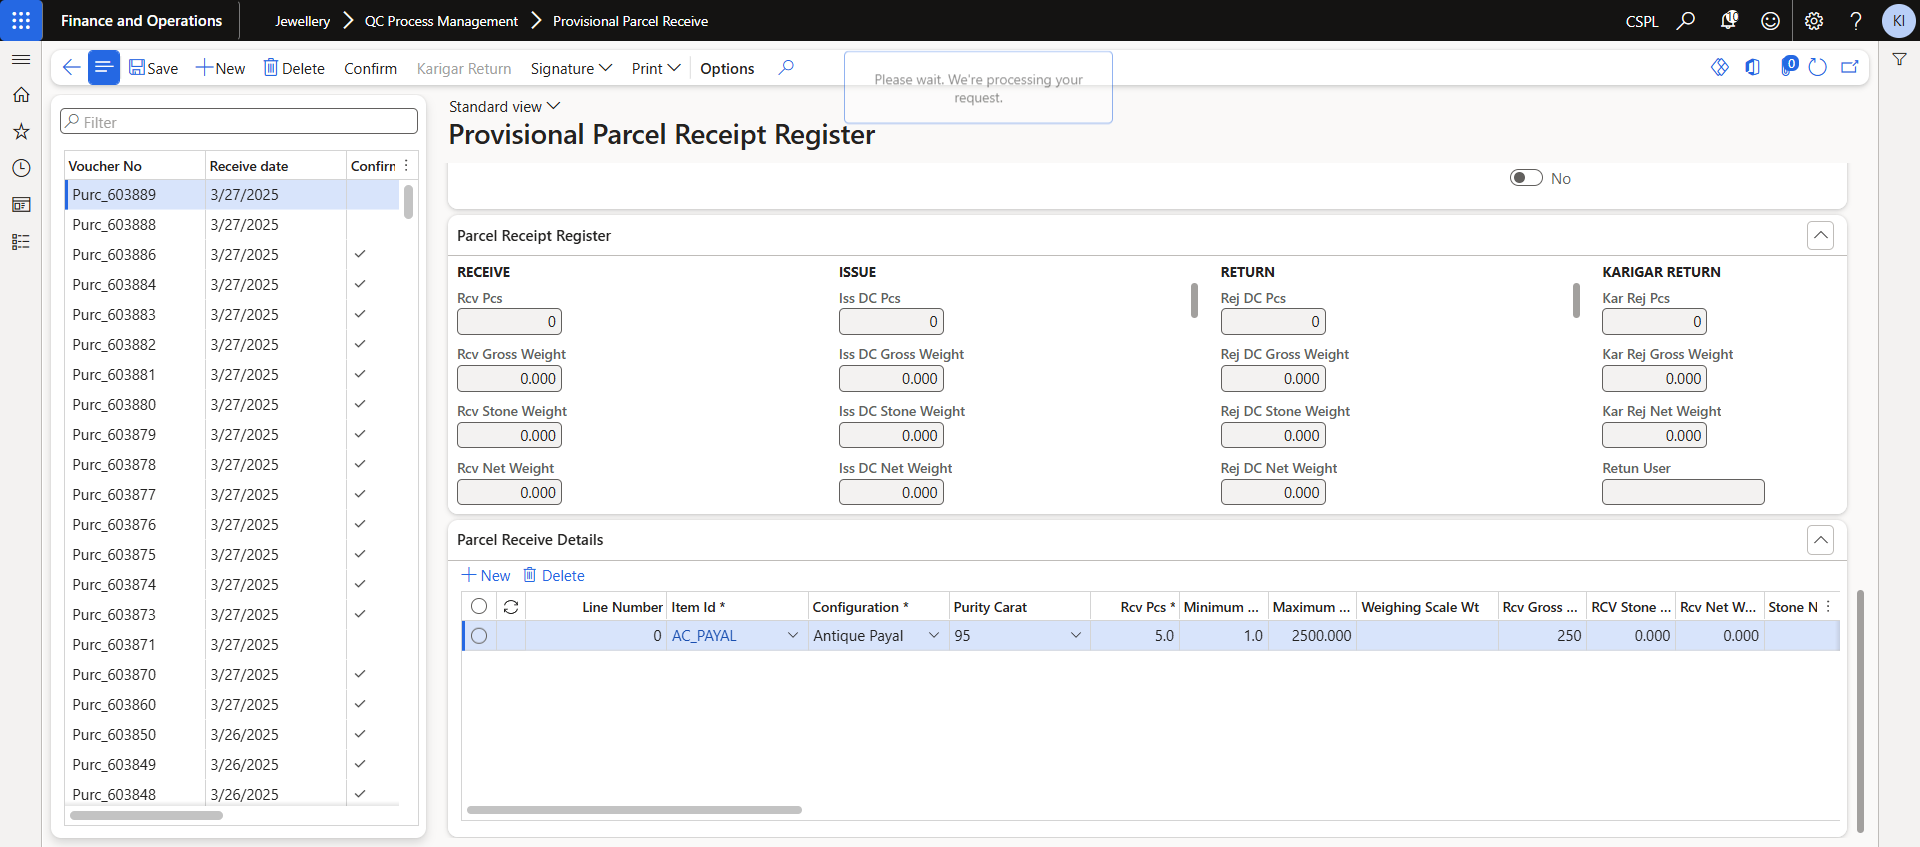 Finance and Operations
Jewellery
QC Process Management
Provisional Parcel Receive
CSPL
KI
Save
New
Delete
Confirm
Karigar Return
Signature
Print
Options
Please wait. We're processing your
request.
0
Filter
Voucher No Receive date Confirm
Purc_603889 3/27/2025
Purc_603888 3/27/2025
Purc_603886 3/27/2025
Purc_603884 3/27/2025
Purc_603883 3/27/2025
Purc_603882 3/27/2025
Purc_603881 3/27/2025
Purc_603880 3/27/2025
Purc_603879 3/27/2025
Purc_603878 3/27/2025
Purc_603877 3/27/2025
Purc_603876 3/27/2025
Purc_603875 3/27/2025
Purc_603874 3/27/2025
Purc_603873 3/27/2025
Purc_603871 3/27/2025
Purc_603870 3/27/2025
Purc_603860 3/27/2025
Purc_603850 3/26/2025
Purc_603849 3/26/2025
Purc_603848 3/26/2025
Standard view
Provisional Parcel Receipt Register
No
Parcel Receipt Register
RECEIVE
Rcv Pcs
0
Rcv Gross Weight
0.000
Rcv Stone Weight
0.000
Rcv Net Weight
0.000
ISSUE
Iss DC Pcs
0
Iss DC Gross Weight
0.000
Iss DC Stone Weight
0.000
Iss DC Net Weight
0.000
RETURN
Rej DC Pcs
0
Rej DC Gross Weight
0.000
Rej DC Stone Weight
0.000
Rej DC Net Weight
0.000
KARIGAR RETURN
Kar Rej Pcs
0
Kar Rej Gross Weight
0.000
Kar Rej Net Weight
0.000
Retun User
Parcel Receive Details
New Delete
Line Number Item Id * Configuration * Purity Carat Rcv Pcs * Minimum ... Maximum ... Weighing Scale Wt Rcv Gross ... RCV Stone ... Rcv Net W... Stone N
0 AC_PAYAL Antique Payal 95 5.0 1.0 2500.000 250 0.000 0.000